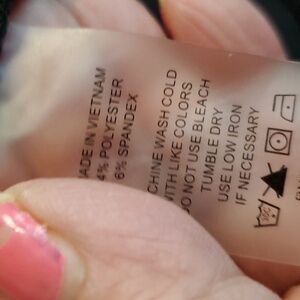 ADE IN VIETNAM
4% POLYESTER
6% SPANDEX
CHINE WASH COLD
WITH LIKE COLORS
DO NOT USE BLEACH
TUMBLE DRY
USE LOW IRON
IF NECESSARY